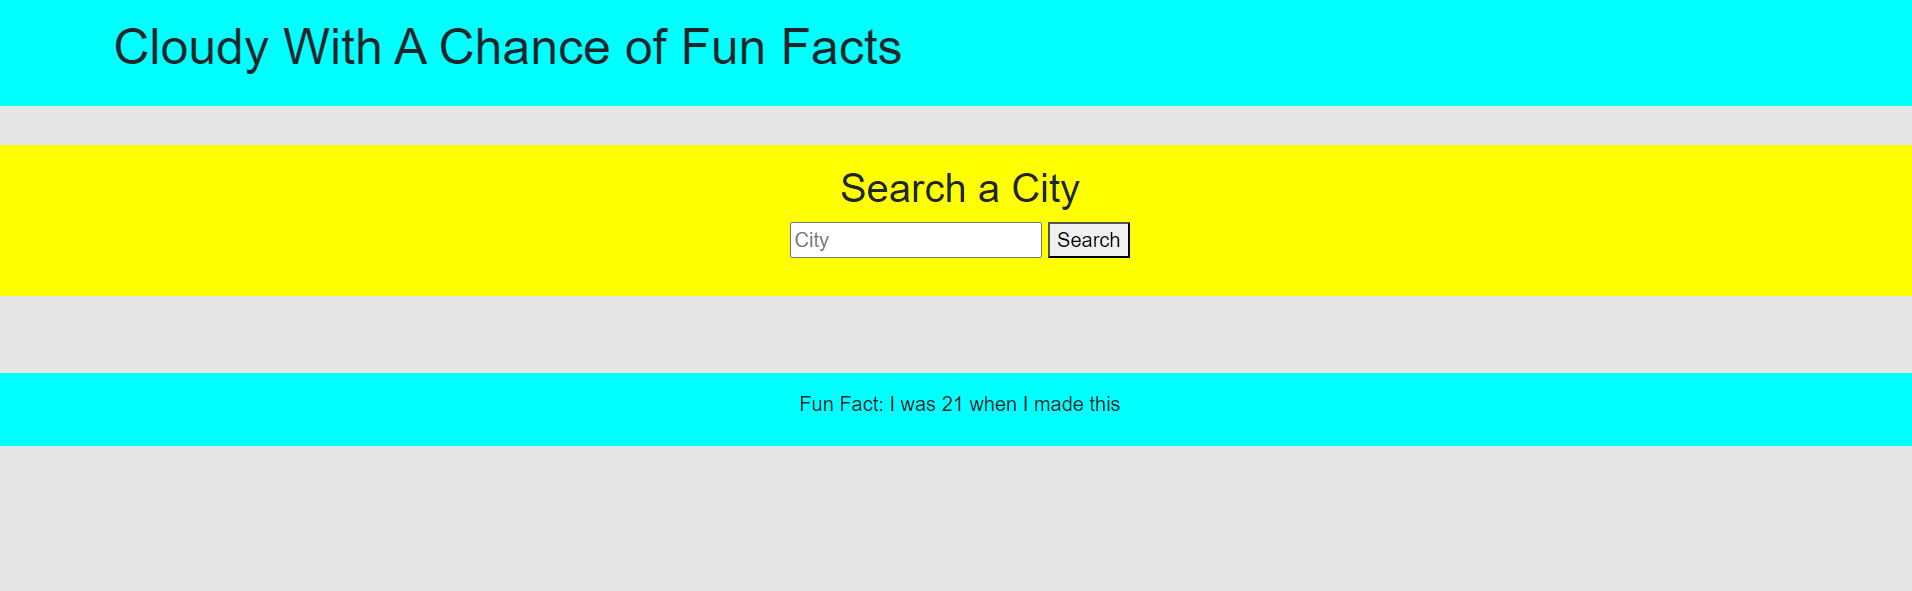 Cloudy With A Chance of Fun Facts
Search a City
City Search
Fun Fact: I was 21 when I made this